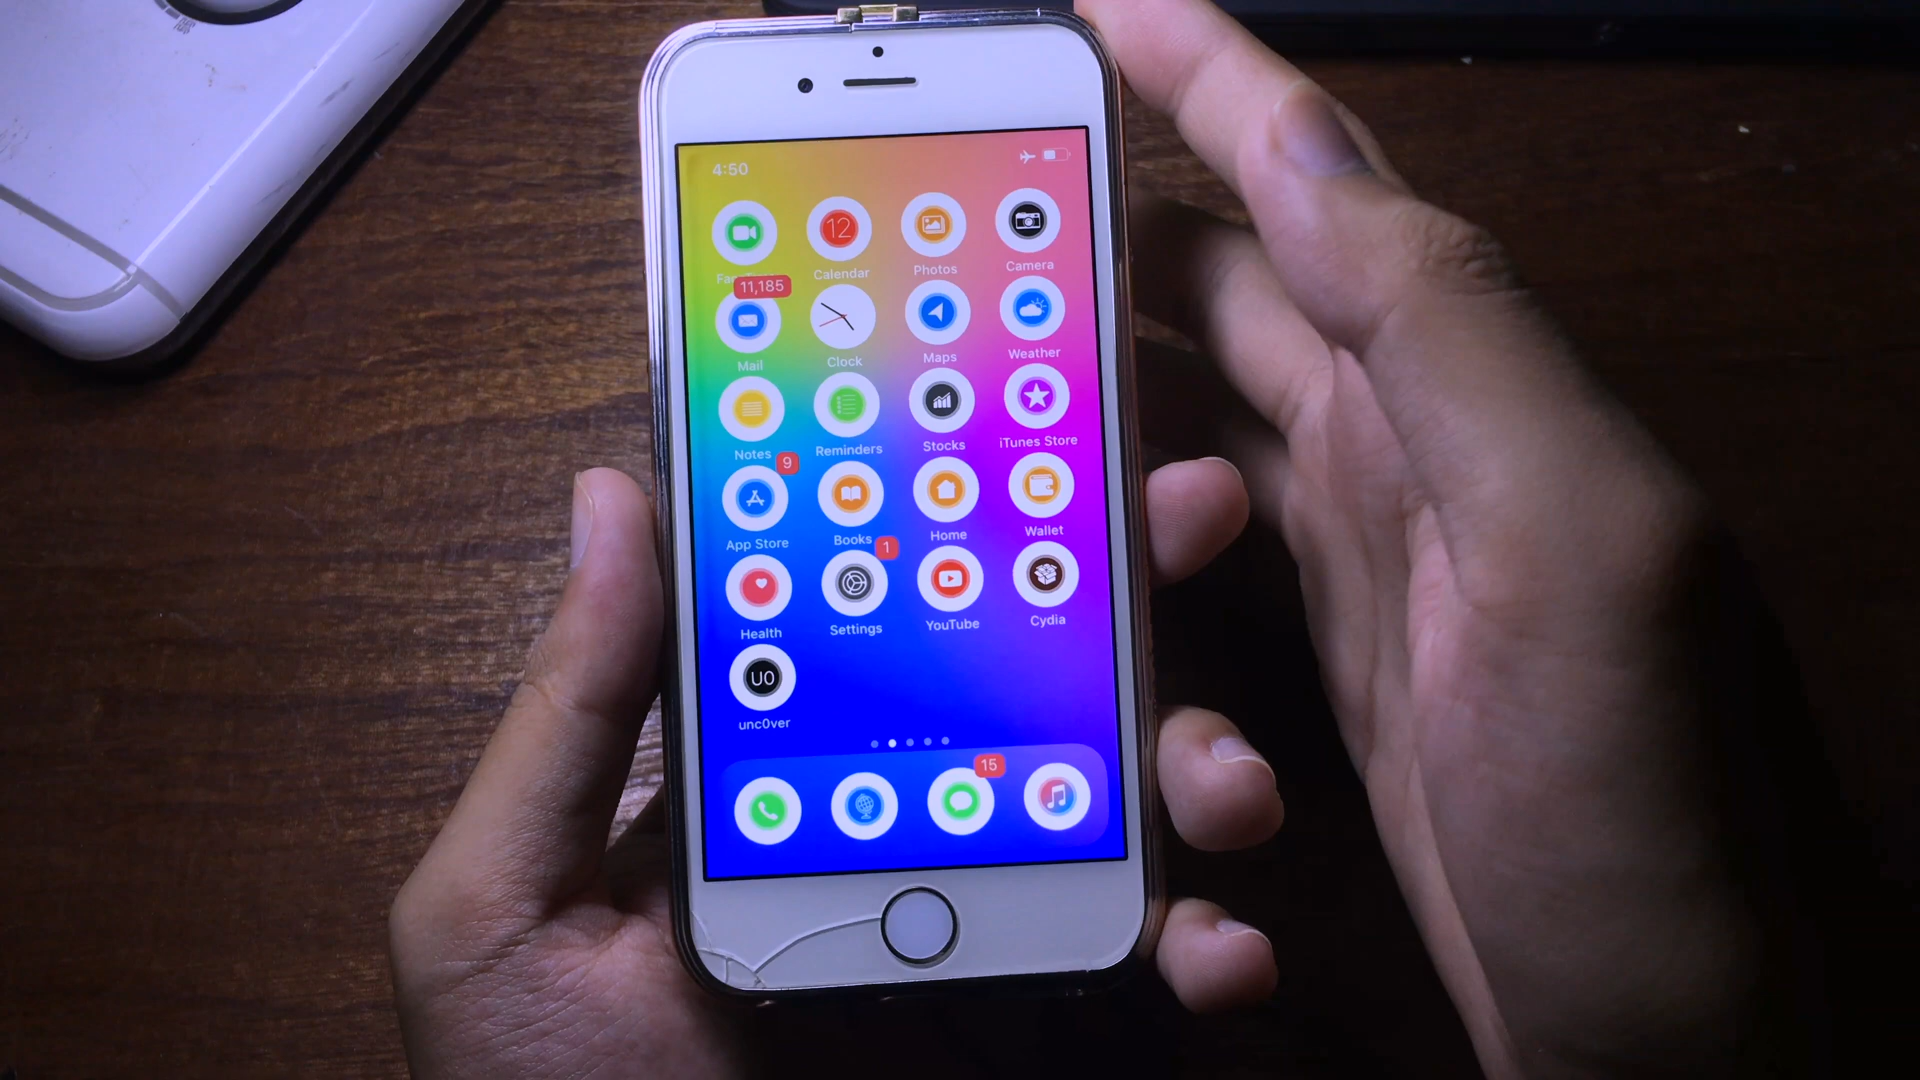 4:50
12
Calendar
Photos
Camera
11,185
Mail
Clock
Maps
Weather
Notes
Reminders
Stocks
iTunes Store
9
App Store
Books
Home
Wallet
1
Health
Settings
YouTube
Cydia
U0
unc0ver
15